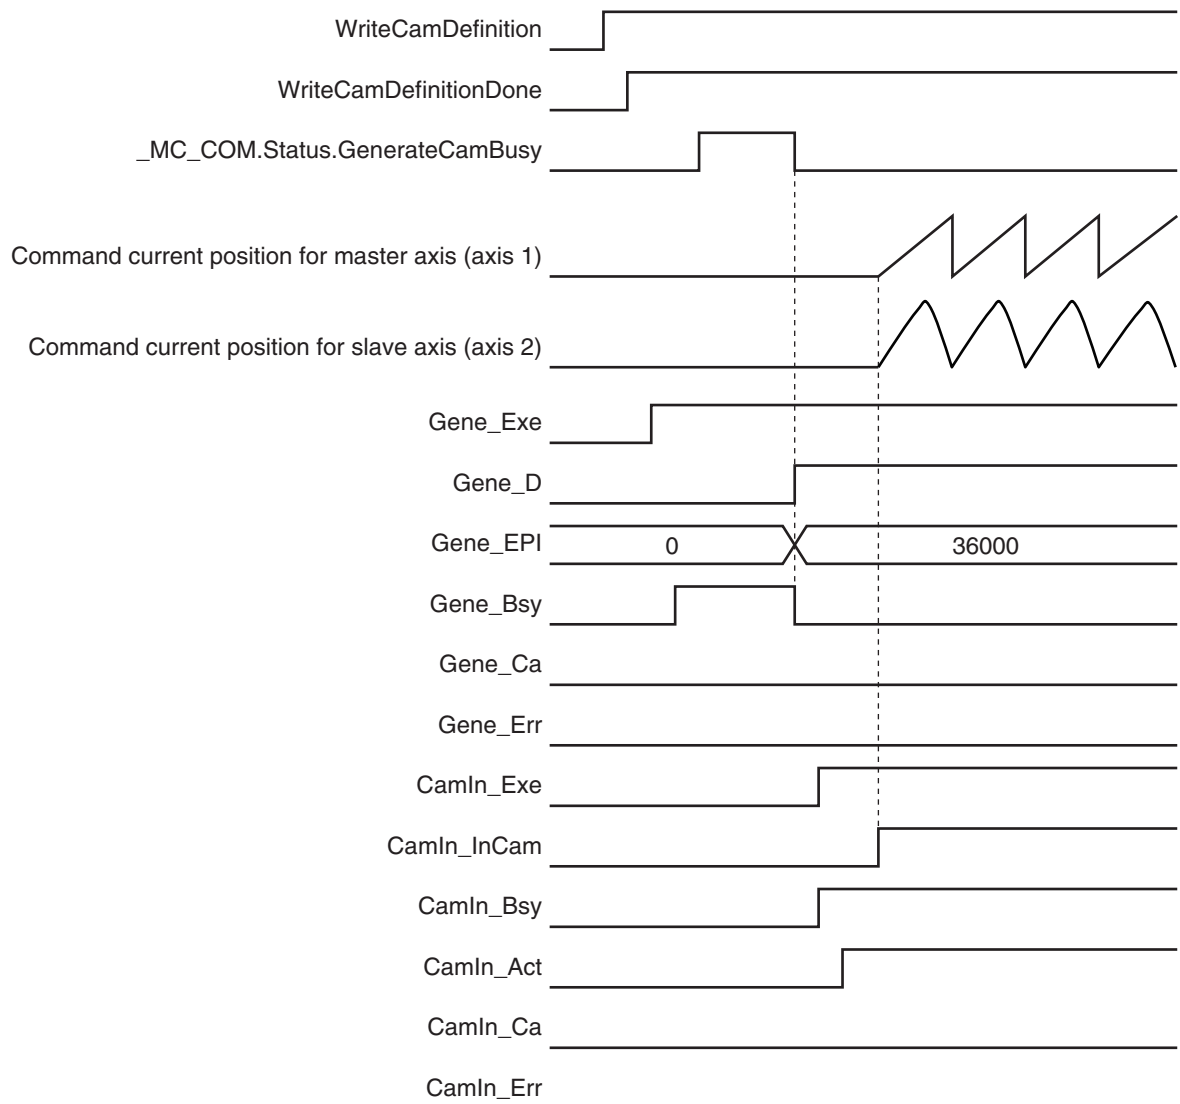 WriteCamDefinition
WriteCamDefinitionDone
_MC_COM.Status.GenerateCamBusy
Command current position for master axis (axis 1)
Command current position for slave axis (axis 2)
Gene_Exe
Gene_D
Gene_EPI 0 36000
Gene_Bsy
Gene_Ca
Gene_Err
CamIn_Exe
CamIn_InCam
CamIn_Bsy
CamIn_Act
CamIn_Ca
CamIn_Err